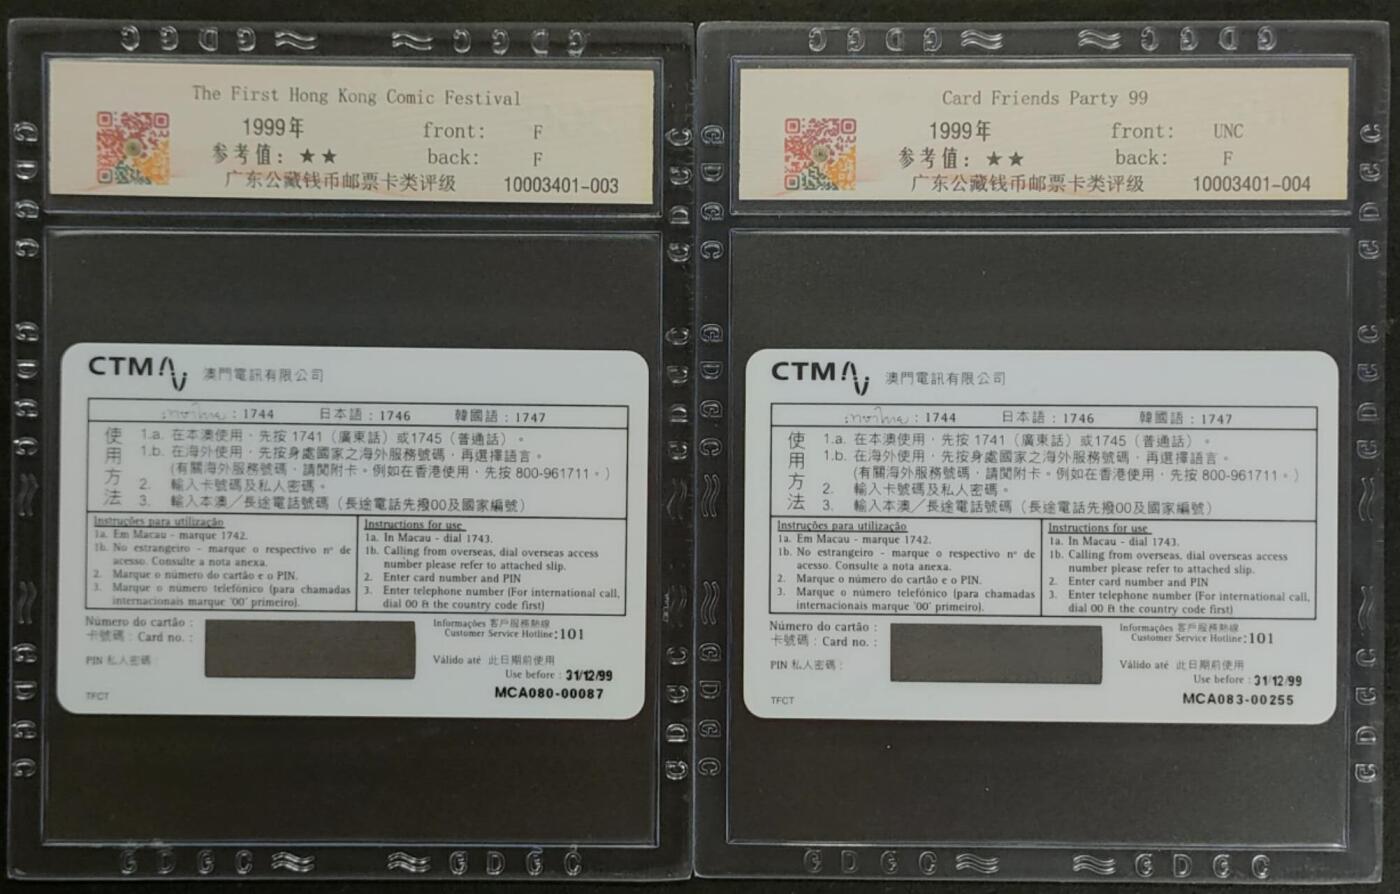 The First Hong Kong Comic Festival
1999年 front: F
参考值: ★★ back: F
广东公藏钱币邮票卡类评级 10003401-003
CTM 澳門電訊有限公司
: 1744 日本語 : 1746 韓國語 : 1747
使用方法
1.a. 在本澳使用，先按 1741（廣東話）或1745（普通話）。
1.b. 在海外使用，先按身處國家之海外服務號碼，再選擇語言。
(有關海外服務號碼，請閱附卡。例如在香港使用，先按 800-961711。)
2. 輸入卡號碼及私人密碼。
3. 輸入本澳／長途電話號碼（長途電話先撥00及國家編號）
Instruções para utilização
1a. Em Macau - marque 1742.
1b. No estrangeiro - marque o respectivo nº de
acesso. Consulte a nota anexa.
2. Marque o número do cartão e o PIN.
3. Marque o número telefónico (para chamadas
internacionais marque '00' primeiro).
Instructions for use
1a. In Macau - dial 1743.
1b. Calling from overseas, dial overseas access
number please refer to attached slip.
2. Enter card number and PIN
3. Enter telephone number (For international call,
dial 00 & the country code first)
Número do cartão :
卡號碼 : Card no. :
PIN 私人密碼 :
TFCT
Informações 客戶服務熱線
Customer Service Hotline:101
Válido até 此日期前使用
Use before : 31/12/99
MCA080-00087
Card Friends Party 99
1999年 front: UNC
参考值: ★★ back: F
广东公藏钱币邮票卡类评级 10003401-004
CTM 澳門電訊有限公司
: 1744 日本語 : 1746 韓國語 : 1747
使用方法
1.a. 在本澳使用，先按 1741（廣東話）或1745（普通話）。
1.b. 在海外使用，先按身處國家之海外服務號碼，再選擇語言。
(有關海外服務號碼，請閱附卡。例如在香港使用，先按 800-961711。)
2. 輸入卡號碼及私人密碼。
3. 輸入本澳／長途電話號碼（長途電話先撥00及國家編號）
Instruções para utilização
1a. Em Macau - marque 1742.
1b. No estrangeiro - marque o respectivo nº de
acesso. Consulte a nota anexa.
2. Marque o número do cartão e o PIN.
3. Marque o número telefónico (para chamadas
internacionais marque '00' primeiro).
Instructions for use
1a. In Macau - dial 1743.
1b. Calling from overseas, dial overseas access
number please refer to attached slip.
2. Enter card number and PIN
3. Enter telephone number (For international call,
dial 00 & the country code first)
Número do cartão :
卡號碼 : Card no. :
PIN 私人密碼 :
TFCT
Informações 客戶服務熱線
Customer Service Hotline:101
Válido até 此日期前使用
Use before : 31/12/99
MCA083-00255